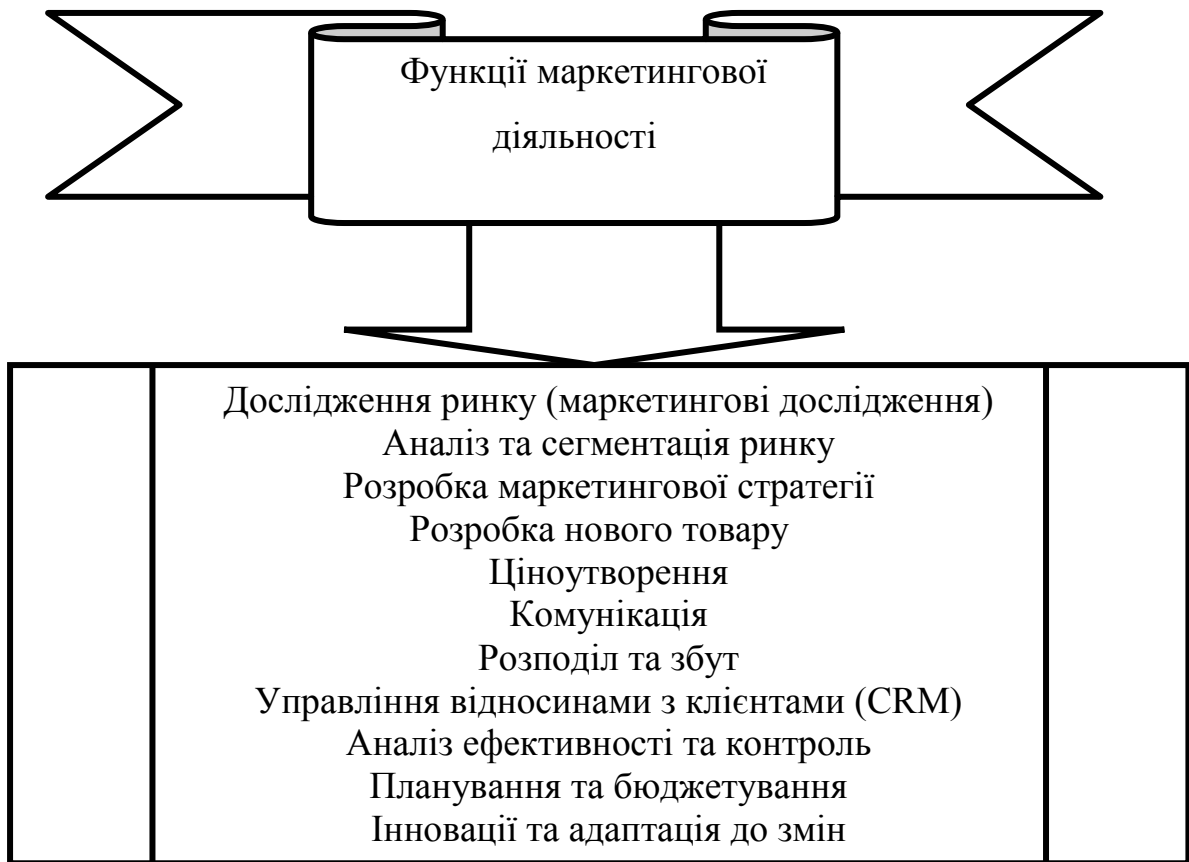 Функції маркетингової
діяльності
Дослідження ринку (маркетингові дослідження)
Аналіз та сегментація ринку
Розробка маркетингової стратегії
Розробка нового товару
Ціноутворення
Комунікація
Розподіл та збут
Управління відносинами з клієнтами (CRM)
Аналіз ефективності та контроль
Планування та бюджетування
Інновації та адаптація до змін